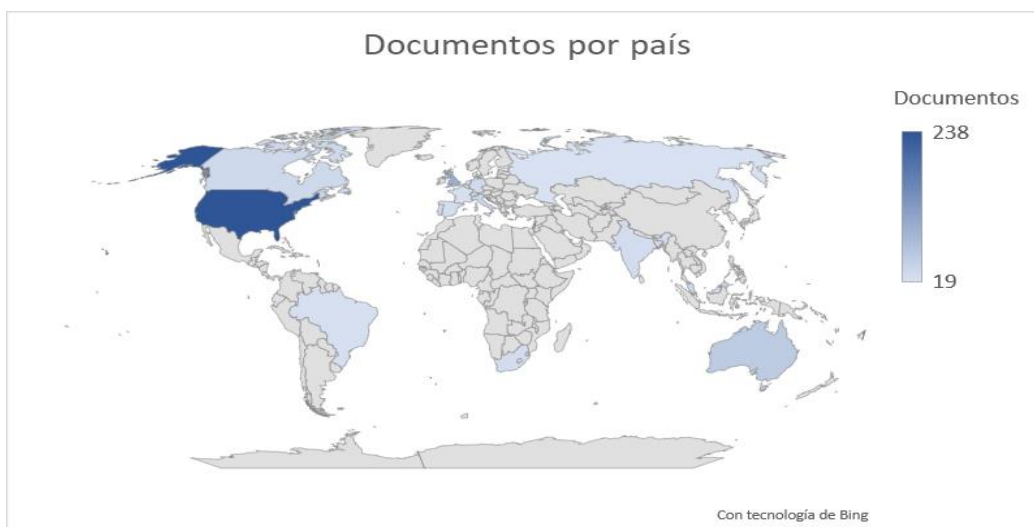 Documentos por país
Documentos
238
19
Con tecnología de Bing